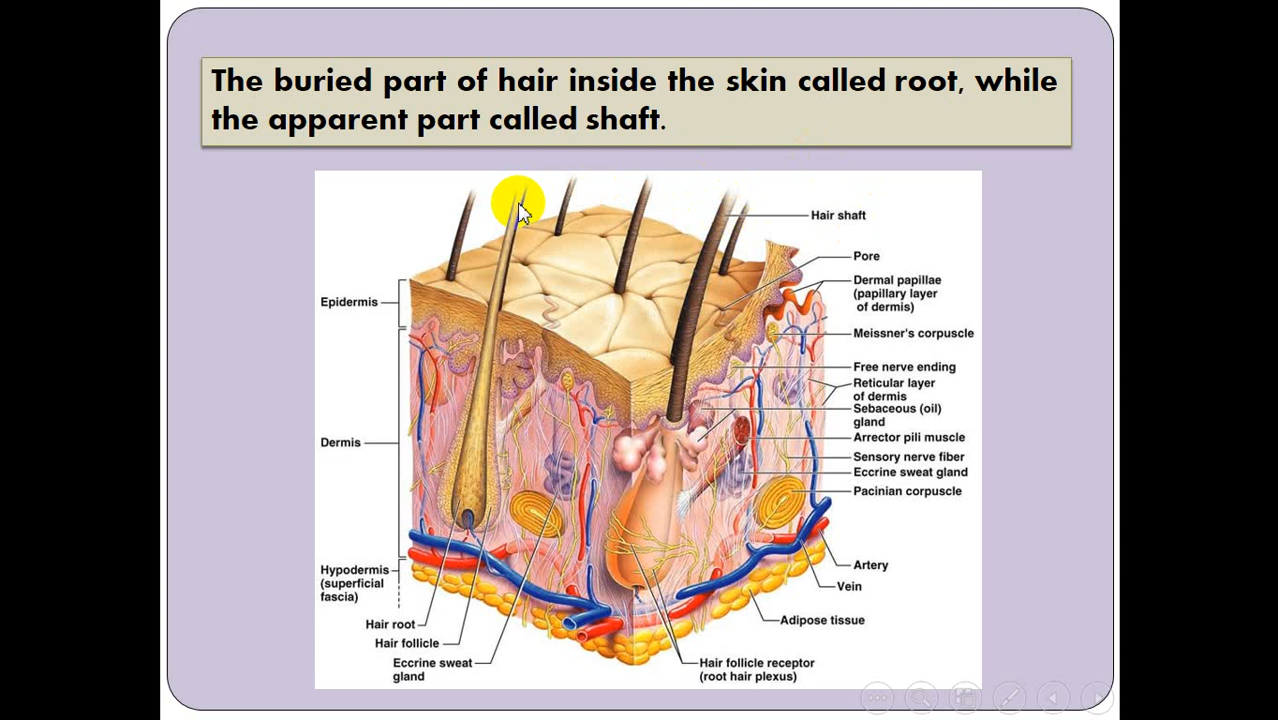 The buried part of hair inside the skin called root, while
the apparent part called shaft.
Hair shaft
Pore
Dermal papillae
(papillary layer
of dermis)
Meissner's corpuscle
Free nerve ending
Reticular layer
of dermis
Sebaceous (oil)
gland
Arrector pili muscle
Sensory nerve fiber
Eccrine sweat gland
Pacinian corpuscle
Artery
Vein
Adipose tissue
Hair follicle receptor
(root hair plexus)
Epidermis
Dermis
Hypodermis
(superficial
fascia)
Hair root
Hair follicle
Eccrine sweat
gland